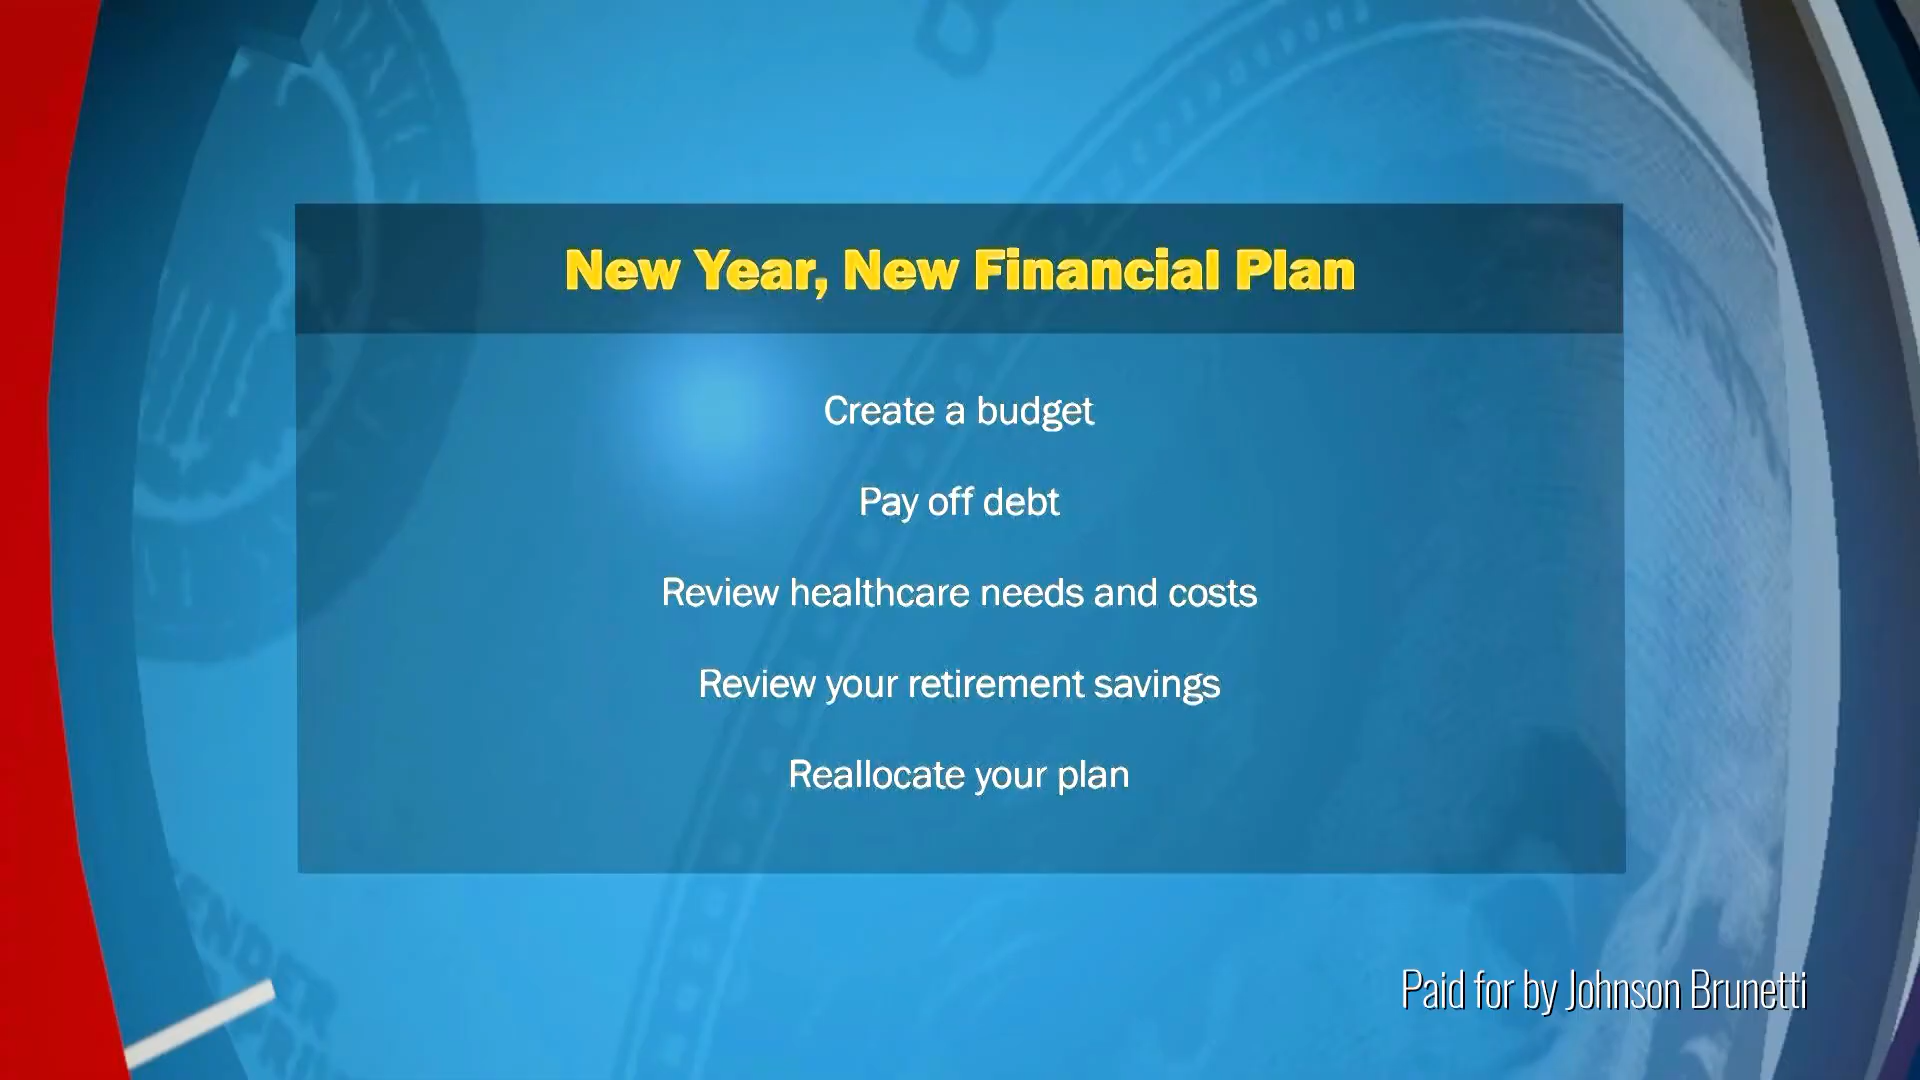 New Year, New Financial Plan
Create a budget
Pay off debt
Review healthcare needs and costs
Review your retirement savings
Reallocate your plan
Paid for by Johnson Brunetti